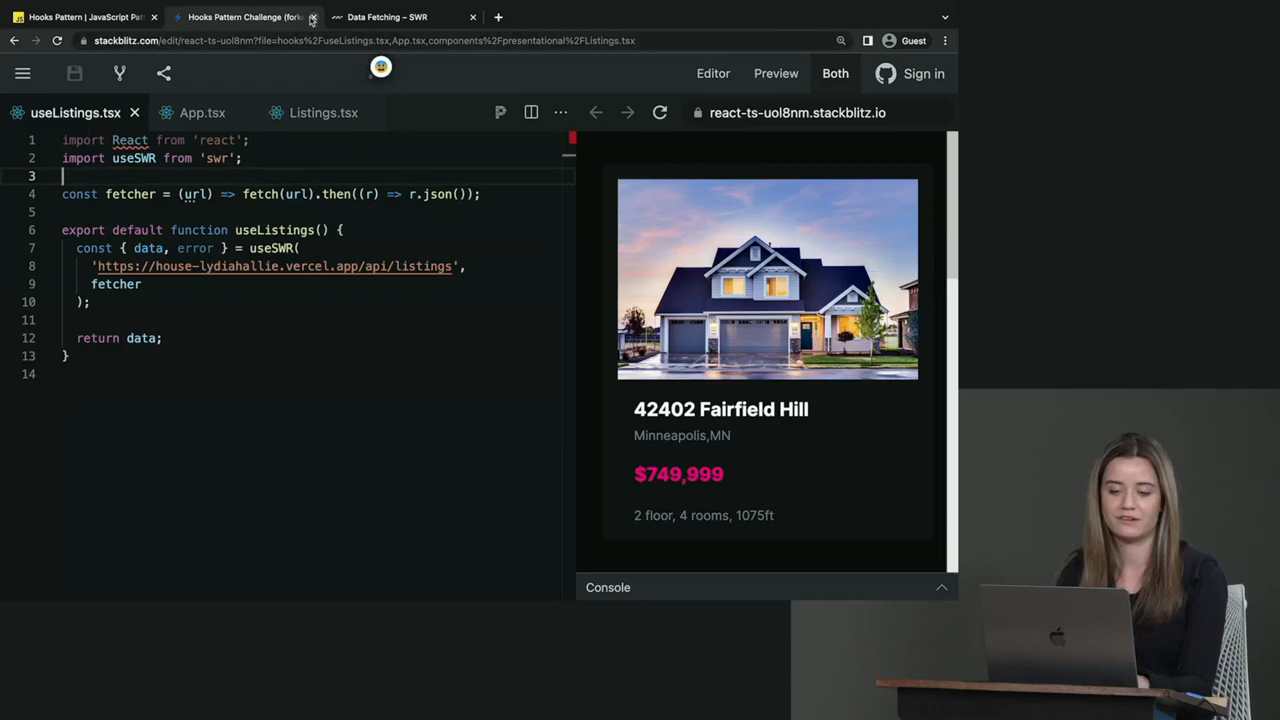 Hooks Pattern | JavaScript Pat
Hooks Pattern Challenge (fork
Data Fetching – SWR
stackblitz.com/edit/react-ts-uol8nm?file=hooks%2FuseListings.tsx,App.tsx,components%2Fpresentational%2FListings.tsx
Guest
Editor
Preview
Both
Sign in
useListings.tsx
App.tsx
Listings.tsx
react-ts-uol8nm.stackblitz.io
1 import React from 'react';
2 import useSWR from 'swr';
3
4 const fetcher = (url) => fetch(url).then((r) => r.json());
5
6 export default function useListings() {
7 const { data, error } = useSWR(
8 'https://house-lydiahallie.vercel.app/api/listings',
9 fetcher
10 );
11
12 return data;
13 }
14
42402 Fairfield Hill
Minneapolis,MN
$749,999
2 floor, 4 rooms, 1075ft
Console